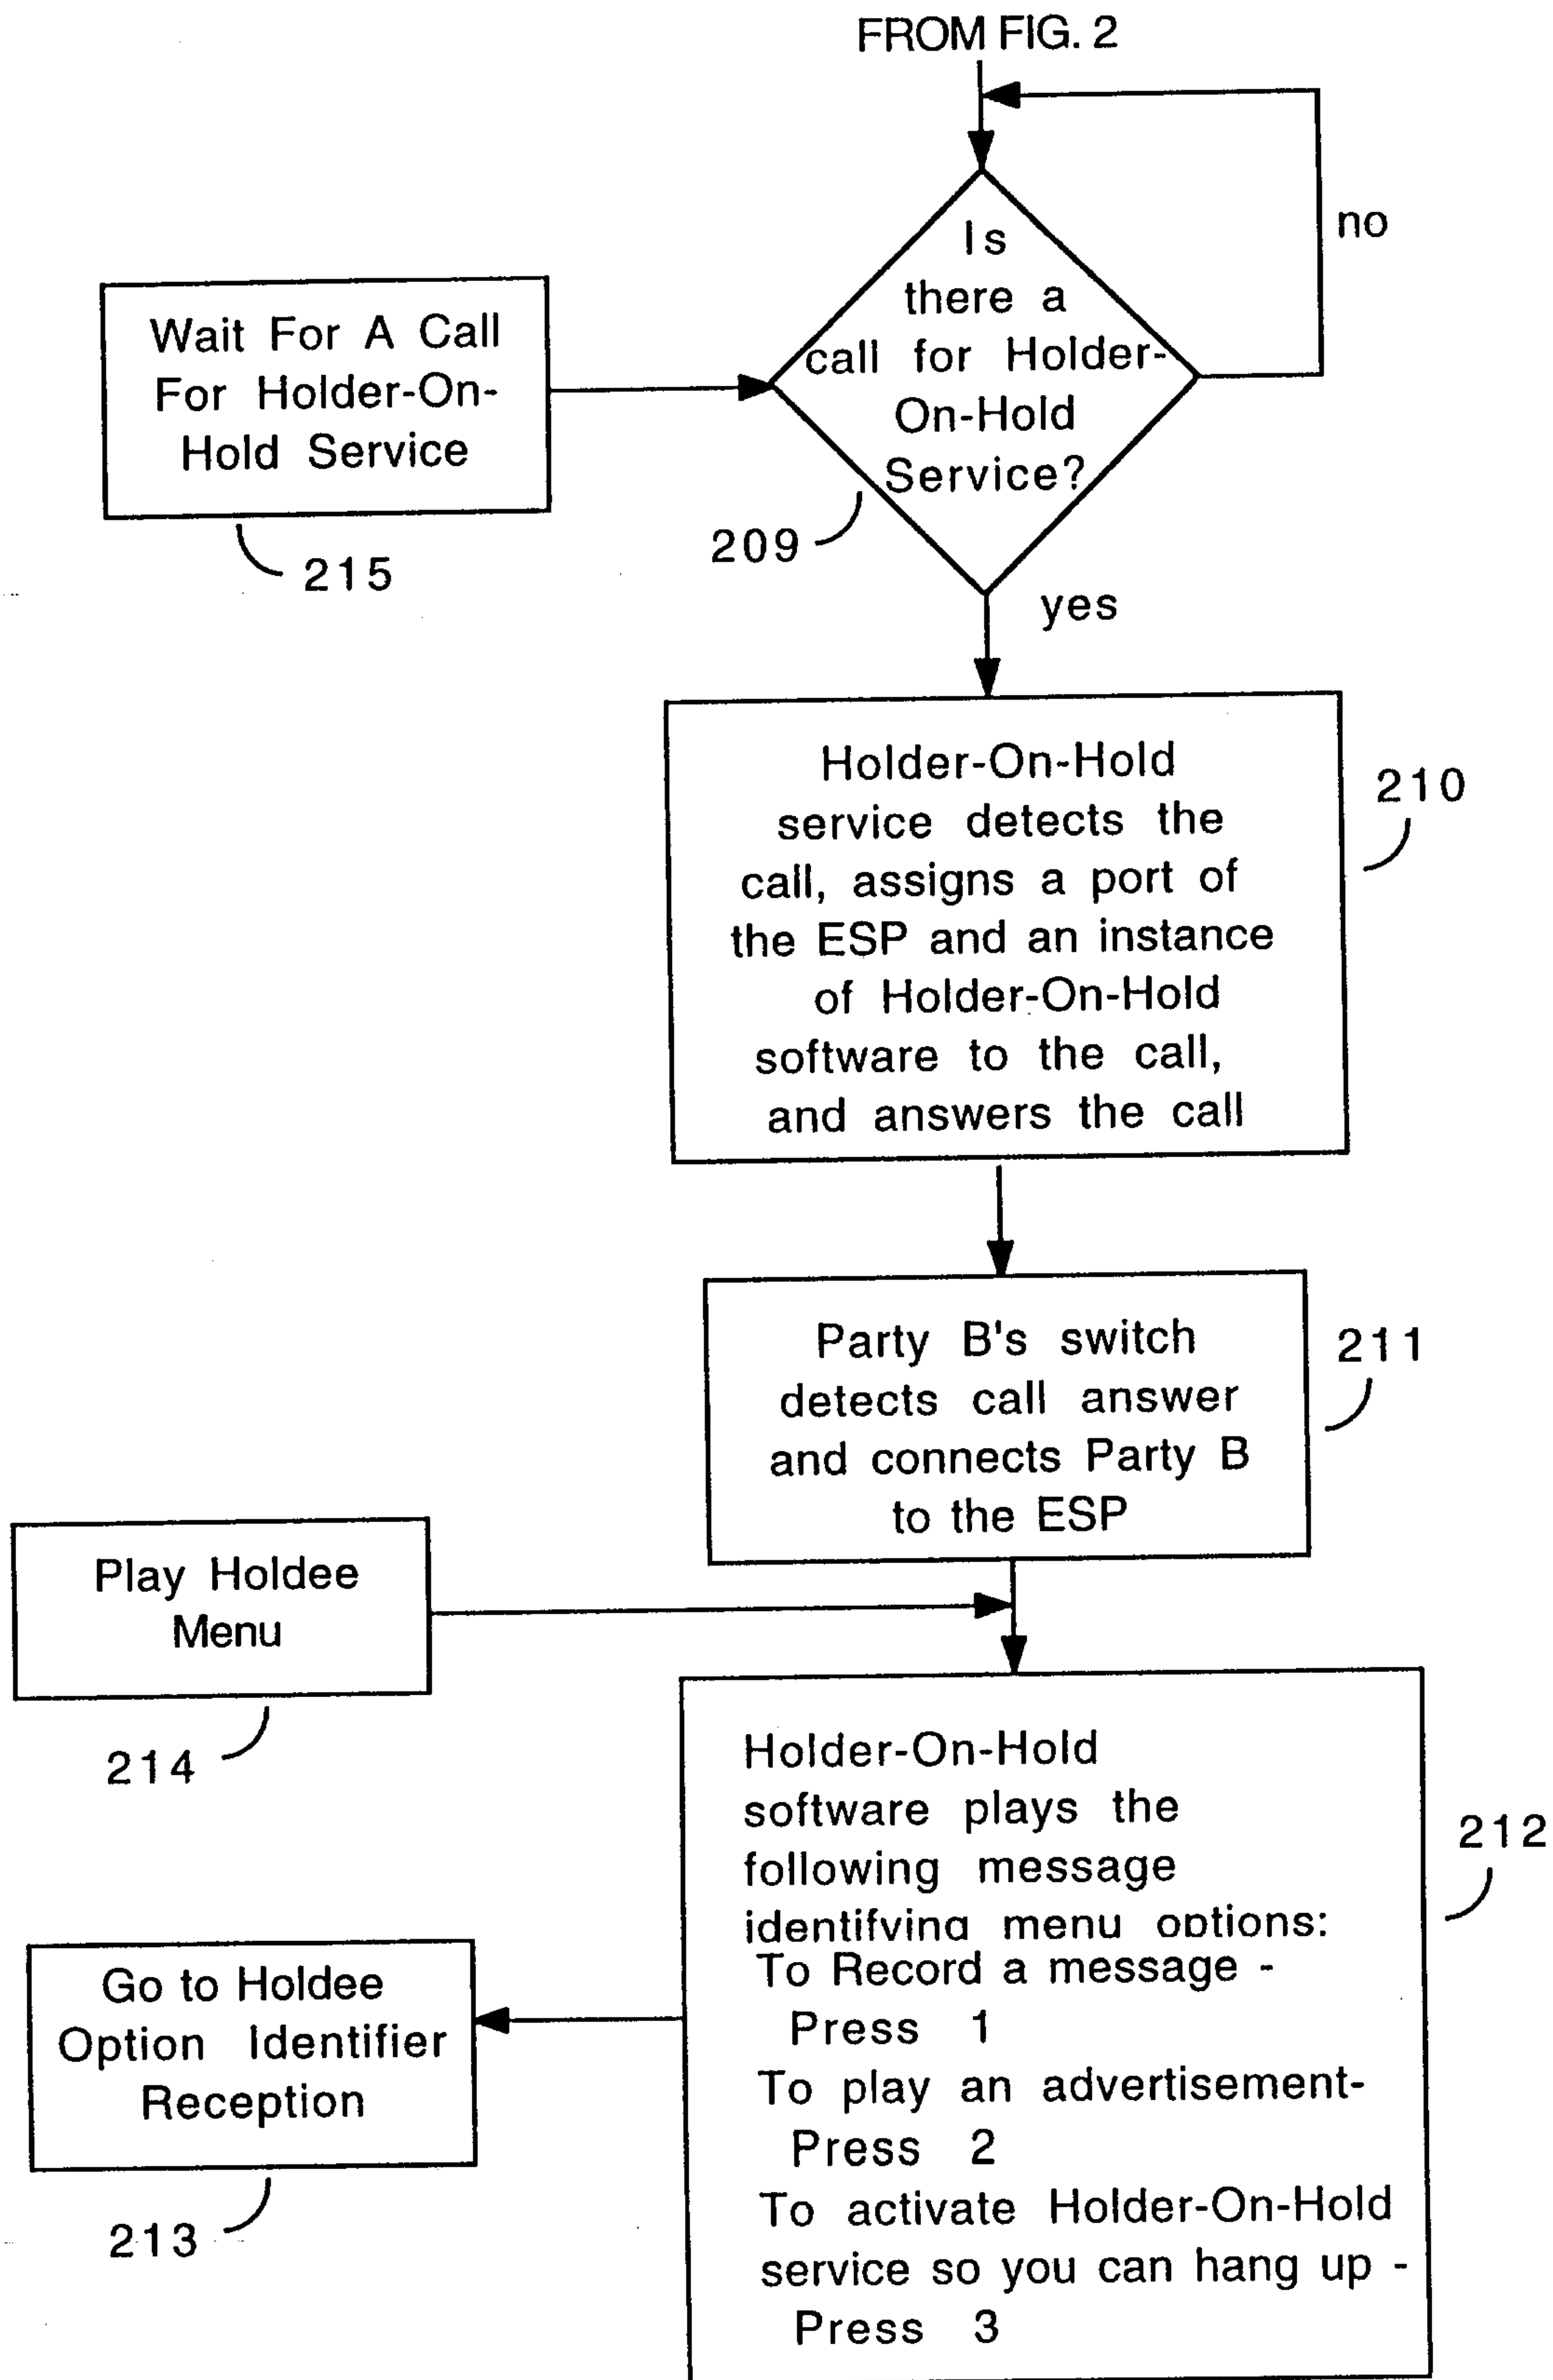 FROM FIG. 2
Is
there a
call for Holder-
On-Hold
Service?
no
209
yes
Wait For A Call
For Holder-On-
Hold Service
215
Holder-On-Hold
service detects the
call, assigns a port of
the ESP and an instance
of Holder-On-Hold
software to the call,
and answers the call
210
Party B's switch
detects call answer
and connects Party B
to the ESP
211
Play Holdee
Menu
214
Holder-On-Hold
software plays the
following message
identifying menu options:
To Record a message -
Press 1
To play an advertisement-
Press 2
To activate Holder-On-Hold
service so you can hang up -
Press 3
212
Go to Holdee
Option Identifier
Reception
213